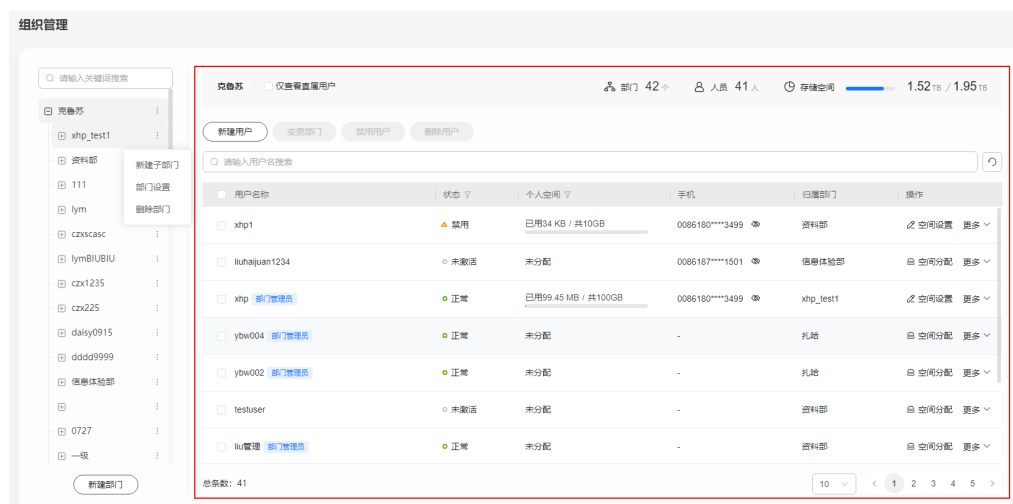 组织管理
请输入关键词搜索
克鲁苏
xhp_test1
资料部
111
lym
czxscasc
lymBIUBIU
czx1235
czx225
daisy0915
dddd9999
信息体验部
0727
一级
新建部门
新建子部门
部门设置
删除部门
克鲁苏 仅查看直属用户 部门 42个 人员 41人 存储空间 1.52TB / 1.95TB
新建用户 变更部门 禁用用户 删除用户
请输入用户名搜索
用户名称 状态 个人空间 手机 归属部门 操作
xhp1 禁用 已用34 KB / 共10GB 0086180****3499 资料部 空间设置 更多
liuhaijuan1234 未激活 未分配 0086187****1501 信息体验部 空间分配 更多
xhp 部门管理员 正常 已用99.45 MB / 共100GB 0086180****3499 xhp_test1 空间设置 更多
ybw004 部门管理员 正常 未分配 - 扎哈 空间分配 更多
ybw002 部门管理员 正常 未分配 - 扎哈 空间分配 更多
testuser 未激活 未分配 - 资料部 空间分配 更多
liu管理 部门管理员 正常 未分配 - 资料部 空间分配 更多
总条数: 41 10 < 1 2 3 4 5 >